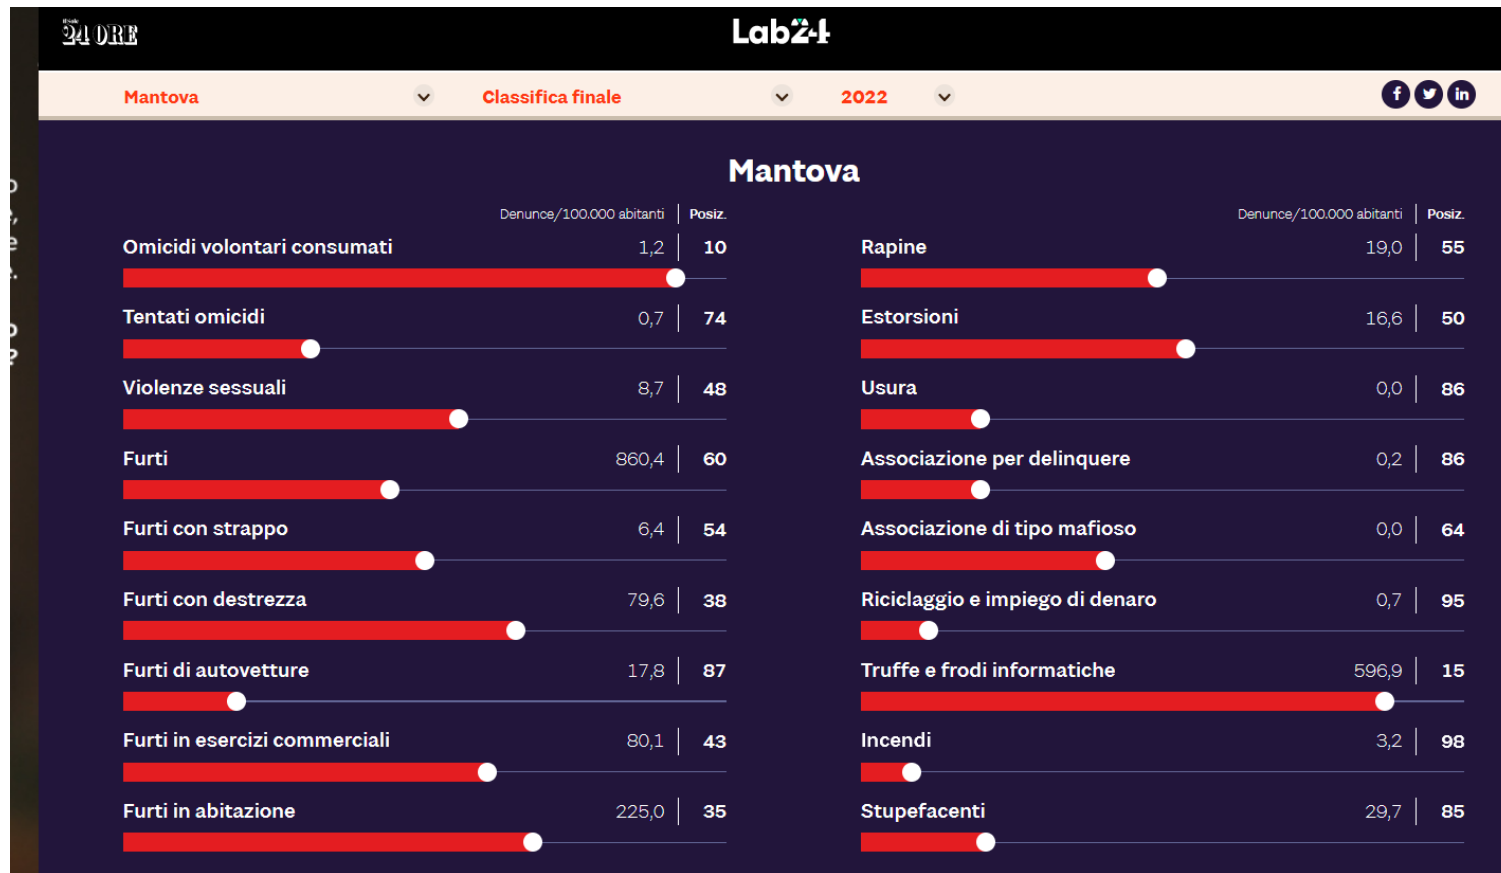 il Sole
24 ORE
Lab24
Mantova
Classifica finale
2022
Mantova
Denunce/100.000 abitanti Posiz.
Omicidi volontari consumati 1,2 10
Tentati omicidi 0,7 74
Violenze sessuali 8,7 48
Furti 860,4 60
Furti con strappo 6,4 54
Furti con destrezza 79,6 38
Furti di autovetture 17,8 87
Furti in esercizi commerciali 80,1 43
Furti in abitazione 225,0 35
Denunce/100.000 abitanti Posiz.
Rapine 19,0 55
Estorsioni 16,6 50
Usura 0,0 86
Associazione per delinquere 0,2 86
Associazione di tipo mafioso 0,0 64
Riciclaggio e impiego di denaro 0,7 95
Truffe e frodi informatiche 596,9 15
Incendi 3,2 98
Stupefacenti 29,7 85